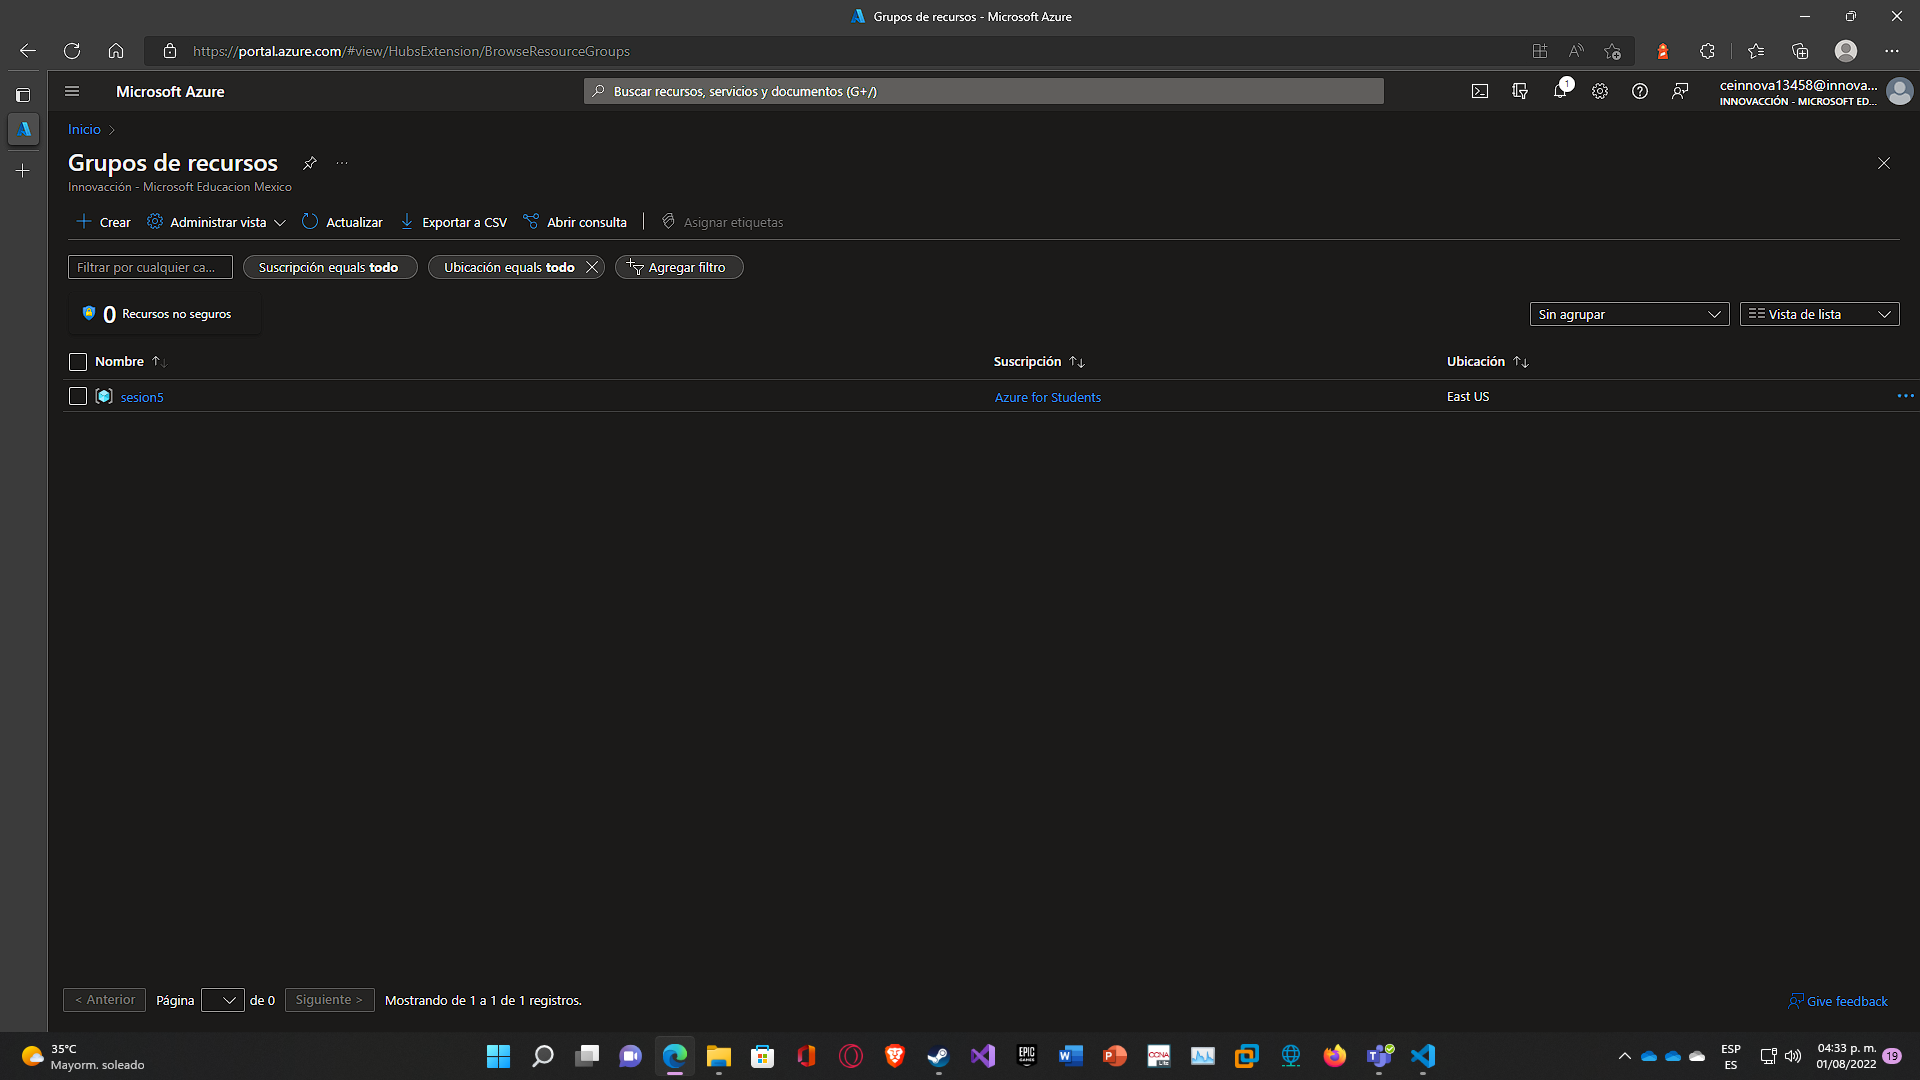 Grupos de recursos - Microsoft Azure
https://portal.azure.com/#view/HubsExtension/BrowseResourceGroups
Microsoft Azure
Buscar recursos, servicios y documentos (G+/)
1
ceinnova13458@innova...
INNOVACCIÓN - MICROSOFT ED...
Inicio
Grupos de recursos
Innovacción - Microsoft Educacion Mexico
Crear
Administrar vista
Actualizar
Exportar a CSV
Abrir consulta
Asignar etiquetas
Filtrar por cualquier ca...
Suscripción equals todo
Ubicación equals todo
Agregar filtro
0 Recursos no seguros
Sin agrupar
Vista de lista
Nombre
Suscripción
Ubicación
sesion5
Azure for Students
East US
< Anterior
Página
de 0
Siguiente >
Mostrando de 1 a 1 de 1 registros.
Give feedback
35°C
Mayorm. soleado
EPIC
GAMES
CCNA
ESP
ES
04:33 p. m.
01/08/2022
19